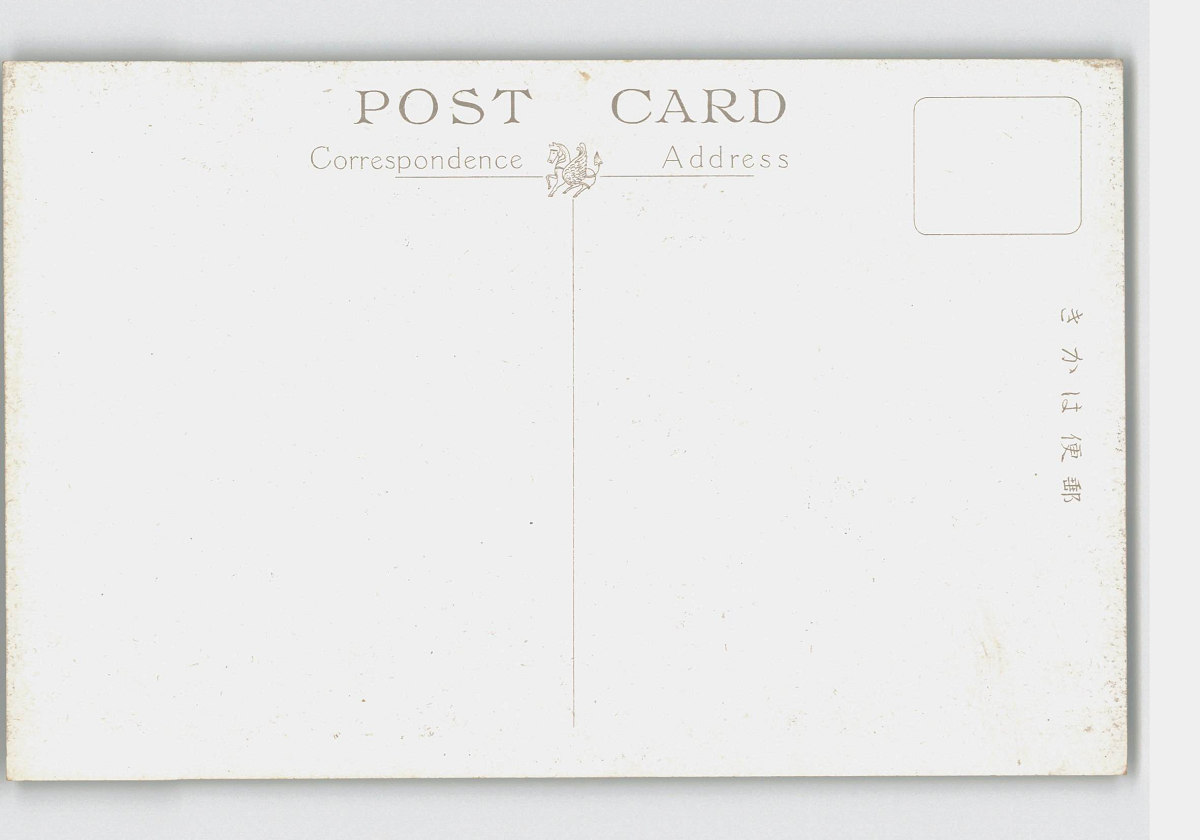 POST CARD
Correspondence
Address
郵便はかき